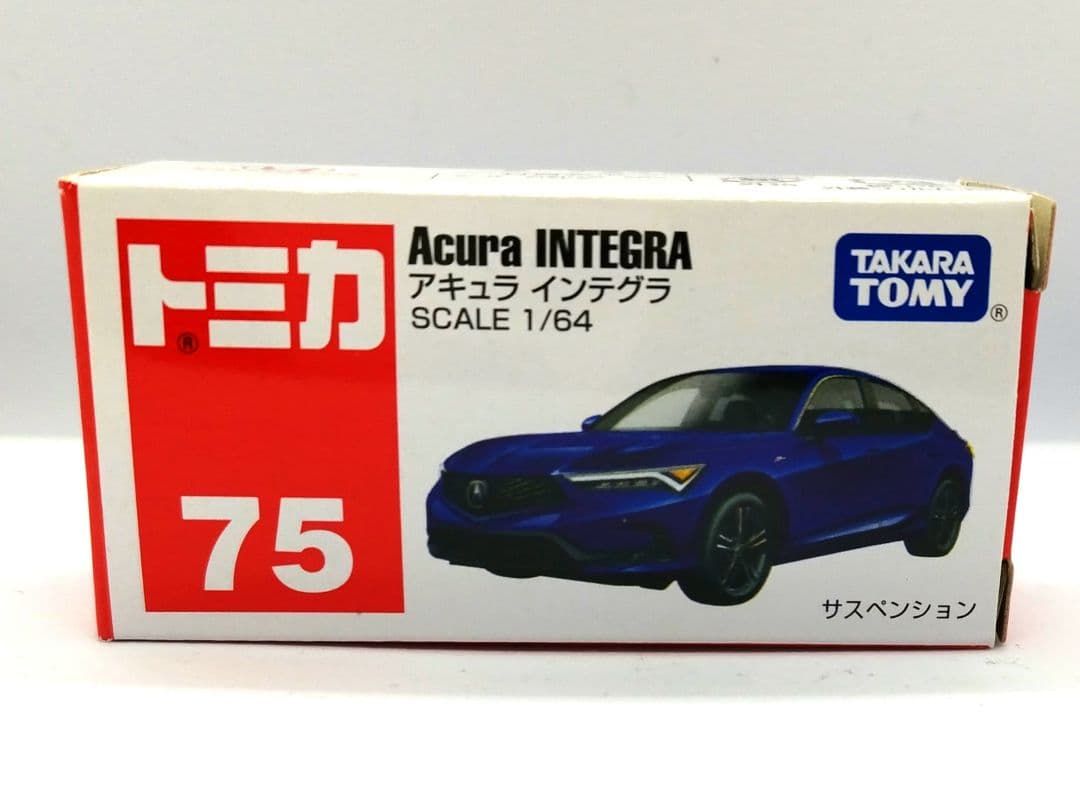 トミカ
®
75
Acura INTEGRA
アキュラ インテグラ
SCALE 1/64
TAKARA
TOMY
®
サスペンション